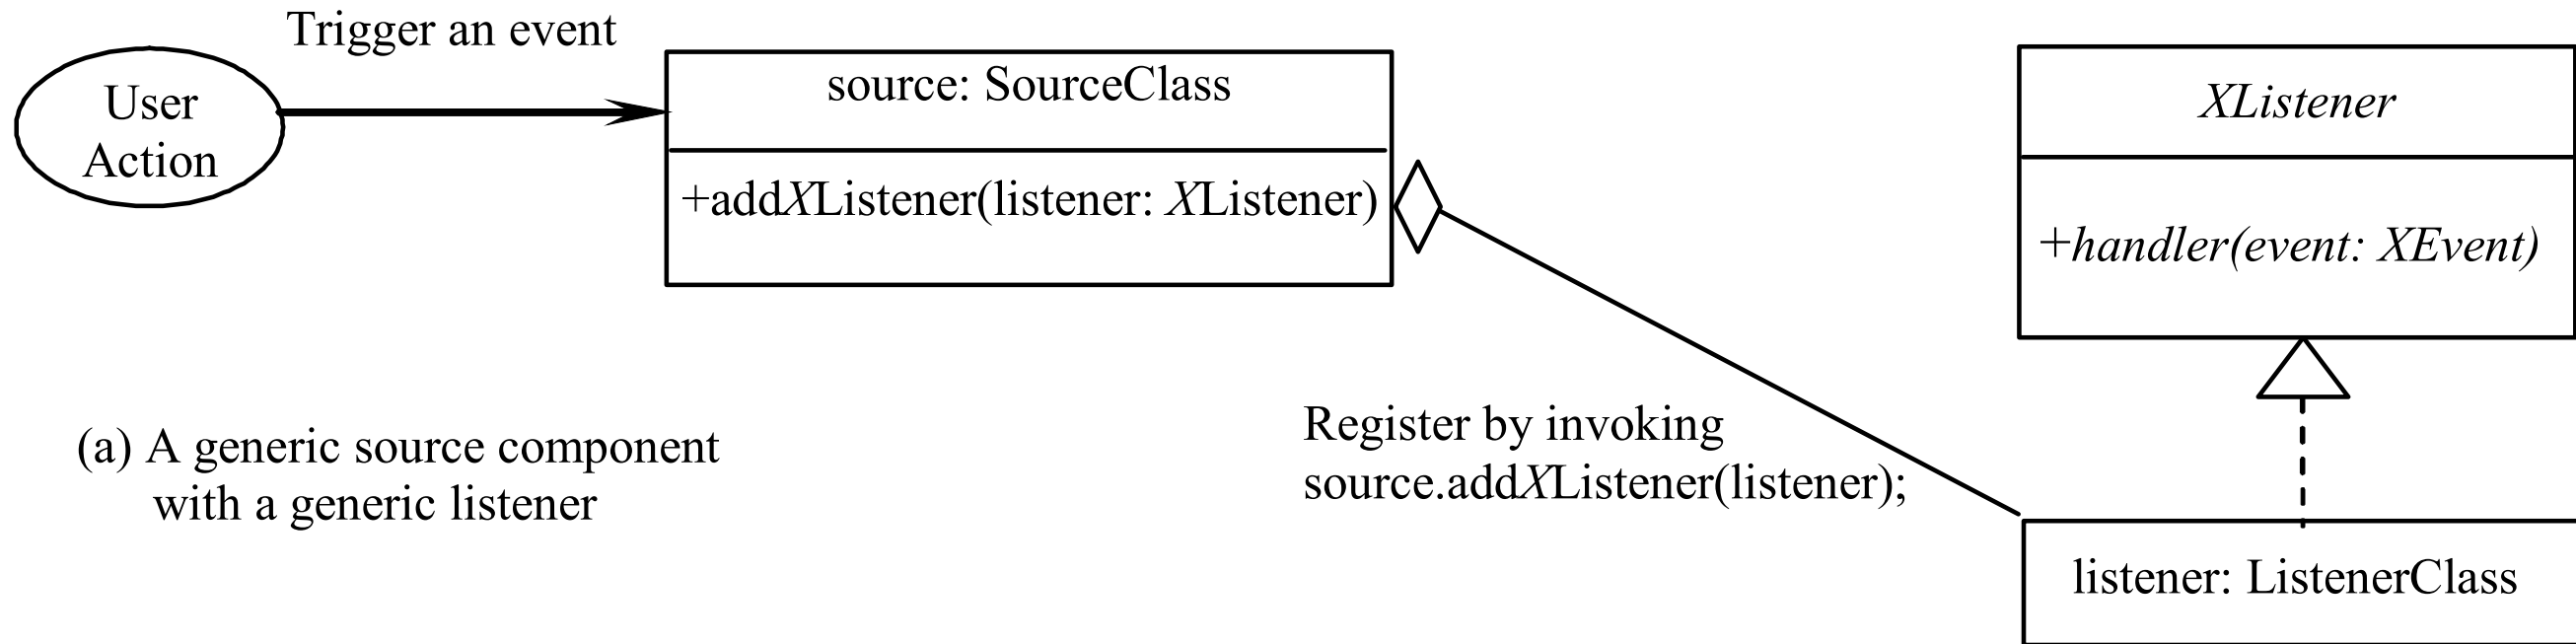 Trigger an event
User
Action
source: SourceClass
+addXListener(listener: XListener)
XListener
+handler(event: XEvent)
Register by invoking
source.addXListener(listener);
(a) A generic source component
with a generic listener
listener: ListenerClass